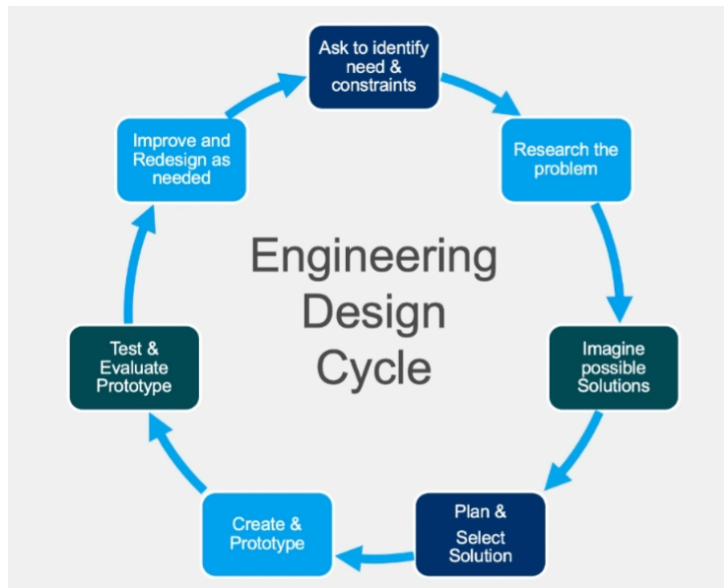 Ask to identify
need &
constraints
Research the
problem
Imagine
possible
Solutions
Plan &
Select
Solution
Create &
Prototype
Test &
Evaluate
Prototype
Improve and
Redesign as
needed
Engineering
Design
Cycle